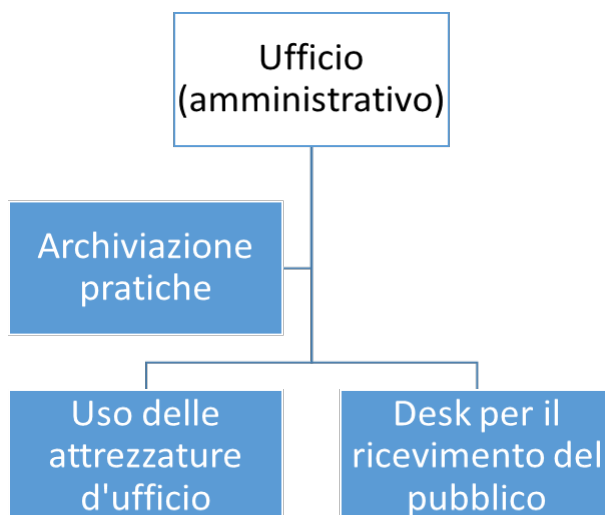 Ufficio
(amministrativo)
Archiviazione
pratiche
Uso delle
attrezzature
d'ufficio
Desk per il
ricevimento del
pubblico